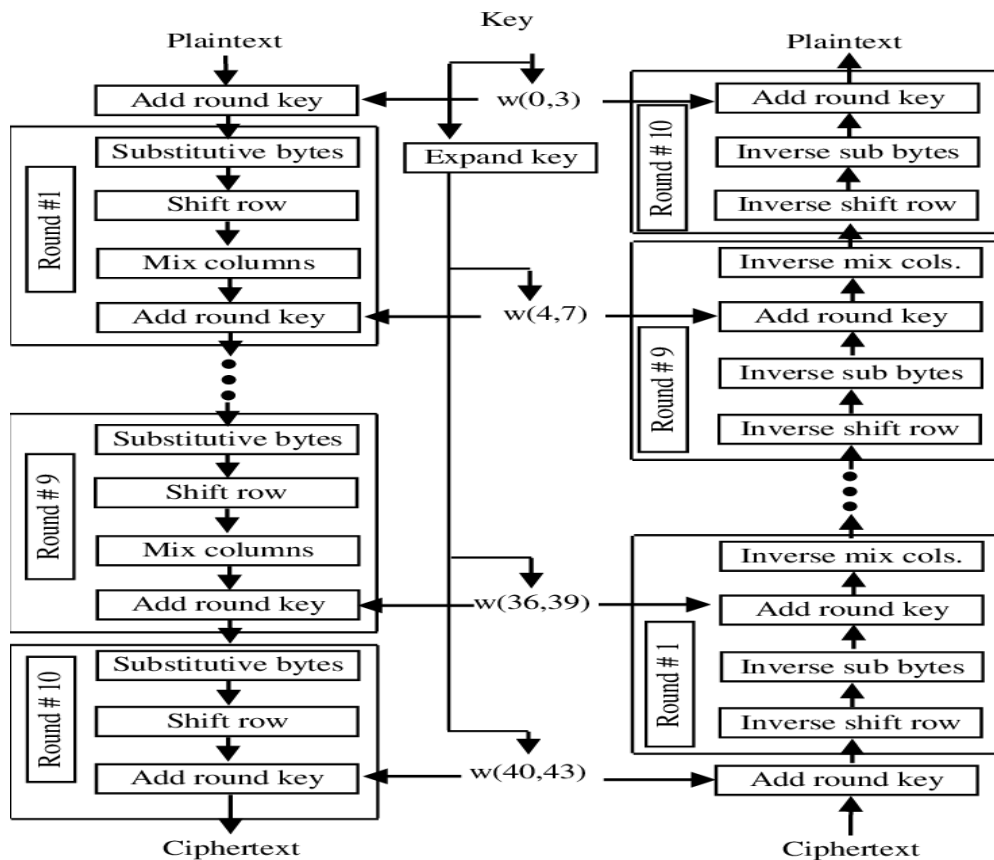 Key
Plaintext
Add round key
Round #1
Substitutive bytes
Shift row
Mix columns
Add round key
Round # 9
Substitutive bytes
Shift row
Mix columns
Add round key
Round # 10
Substitutive bytes
Shift row
Add round key
Ciphertext
w(0,3)
Expand key
w(4,7)
w(36,39)
w(40,43)
Plaintext
Round # 10
Add round key
Inverse sub bytes
Inverse shift row
Round # 9
Inverse mix cols.
Add round key
Inverse sub bytes
Inverse shift row
Round # 1
Inverse mix cols.
Add round key
Inverse sub bytes
Inverse shift row
Add round key
Ciphertext